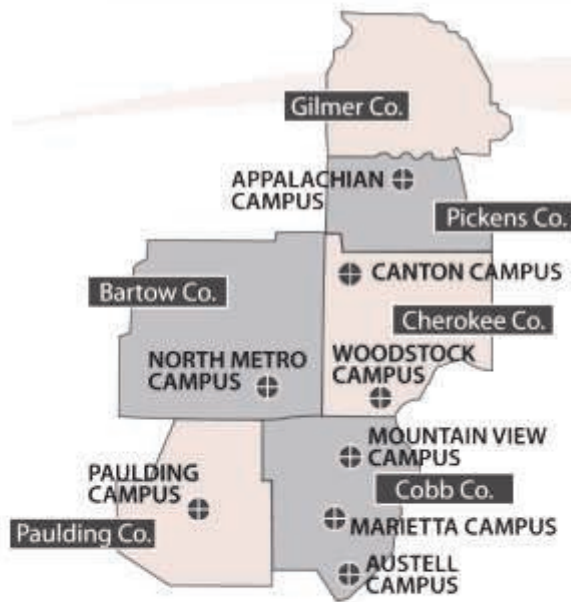 Gilmer Co.
APPALACHIAN
CAMPUS
Pickens Co.
CANTON CAMPUS
Bartow Co.
Cherokee Co.
NORTH METRO
CAMPUS
WOODSTOCK
CAMPUS
MOUNTAIN VIEW
CAMPUS
PAULDING
CAMPUS
Cobb Co.
Paulding Co.
MARIETTA CAMPUS
AUSTELL
CAMPUS